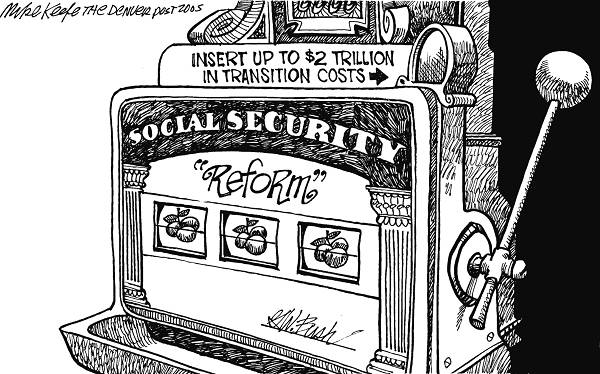 Mike Keefe THE DENVER POST 2005
INSERT UP TO $2 TRILLION
IN TRANSITION COSTS
SOCIAL SECURITY
"Reform"